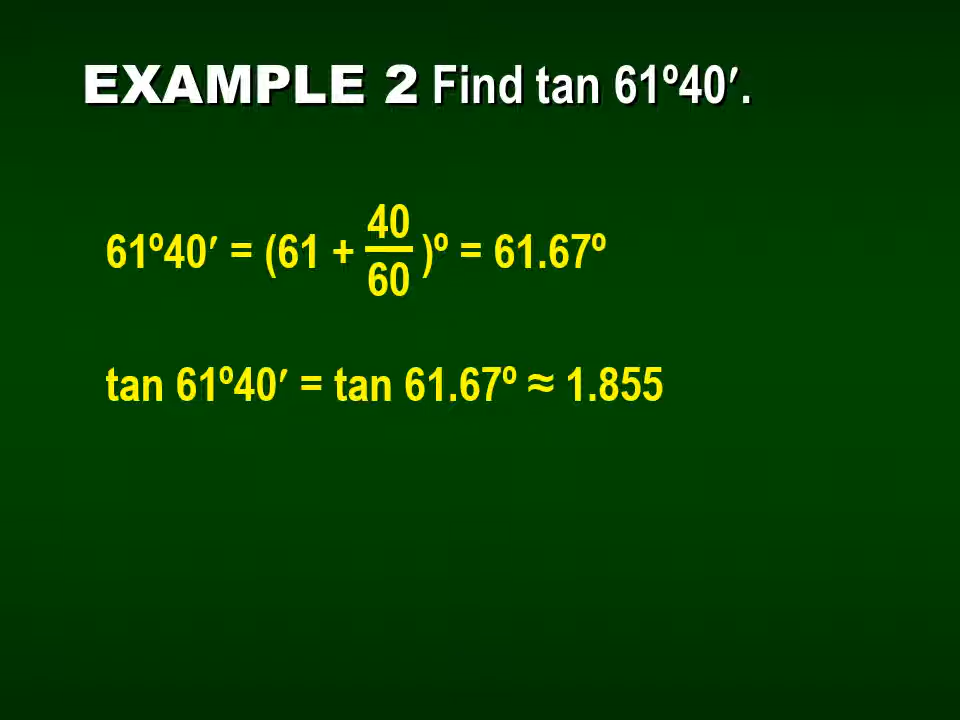 EXAMPLE 2 Find tan 61º40′.
61º40′ = (61 + 40/60 )º = 61.67º
tan 61º40′ = tan 61.67º ≈ 1.855